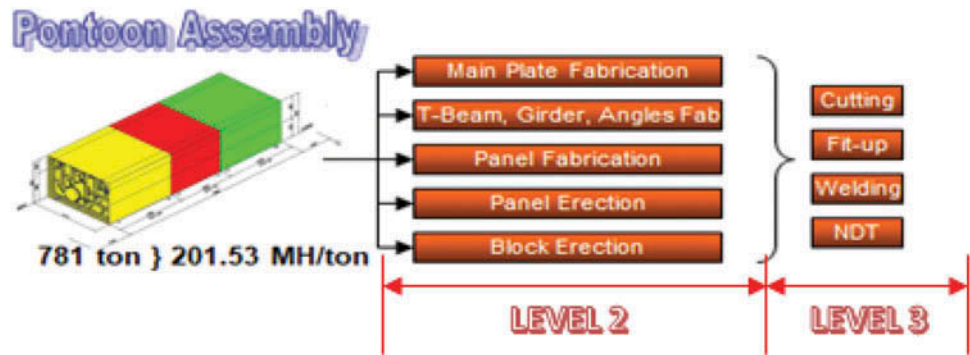 Pontoon Assembly
Main Plate Fabrication
T-Beam, Girder, Angles Fab
Panel Fabrication
Panel Erection
Block Erection
Cutting
Fit-up
Welding
NDT
781 ton } 201.53 MH/ton
LEVEL 2
LEVEL 3